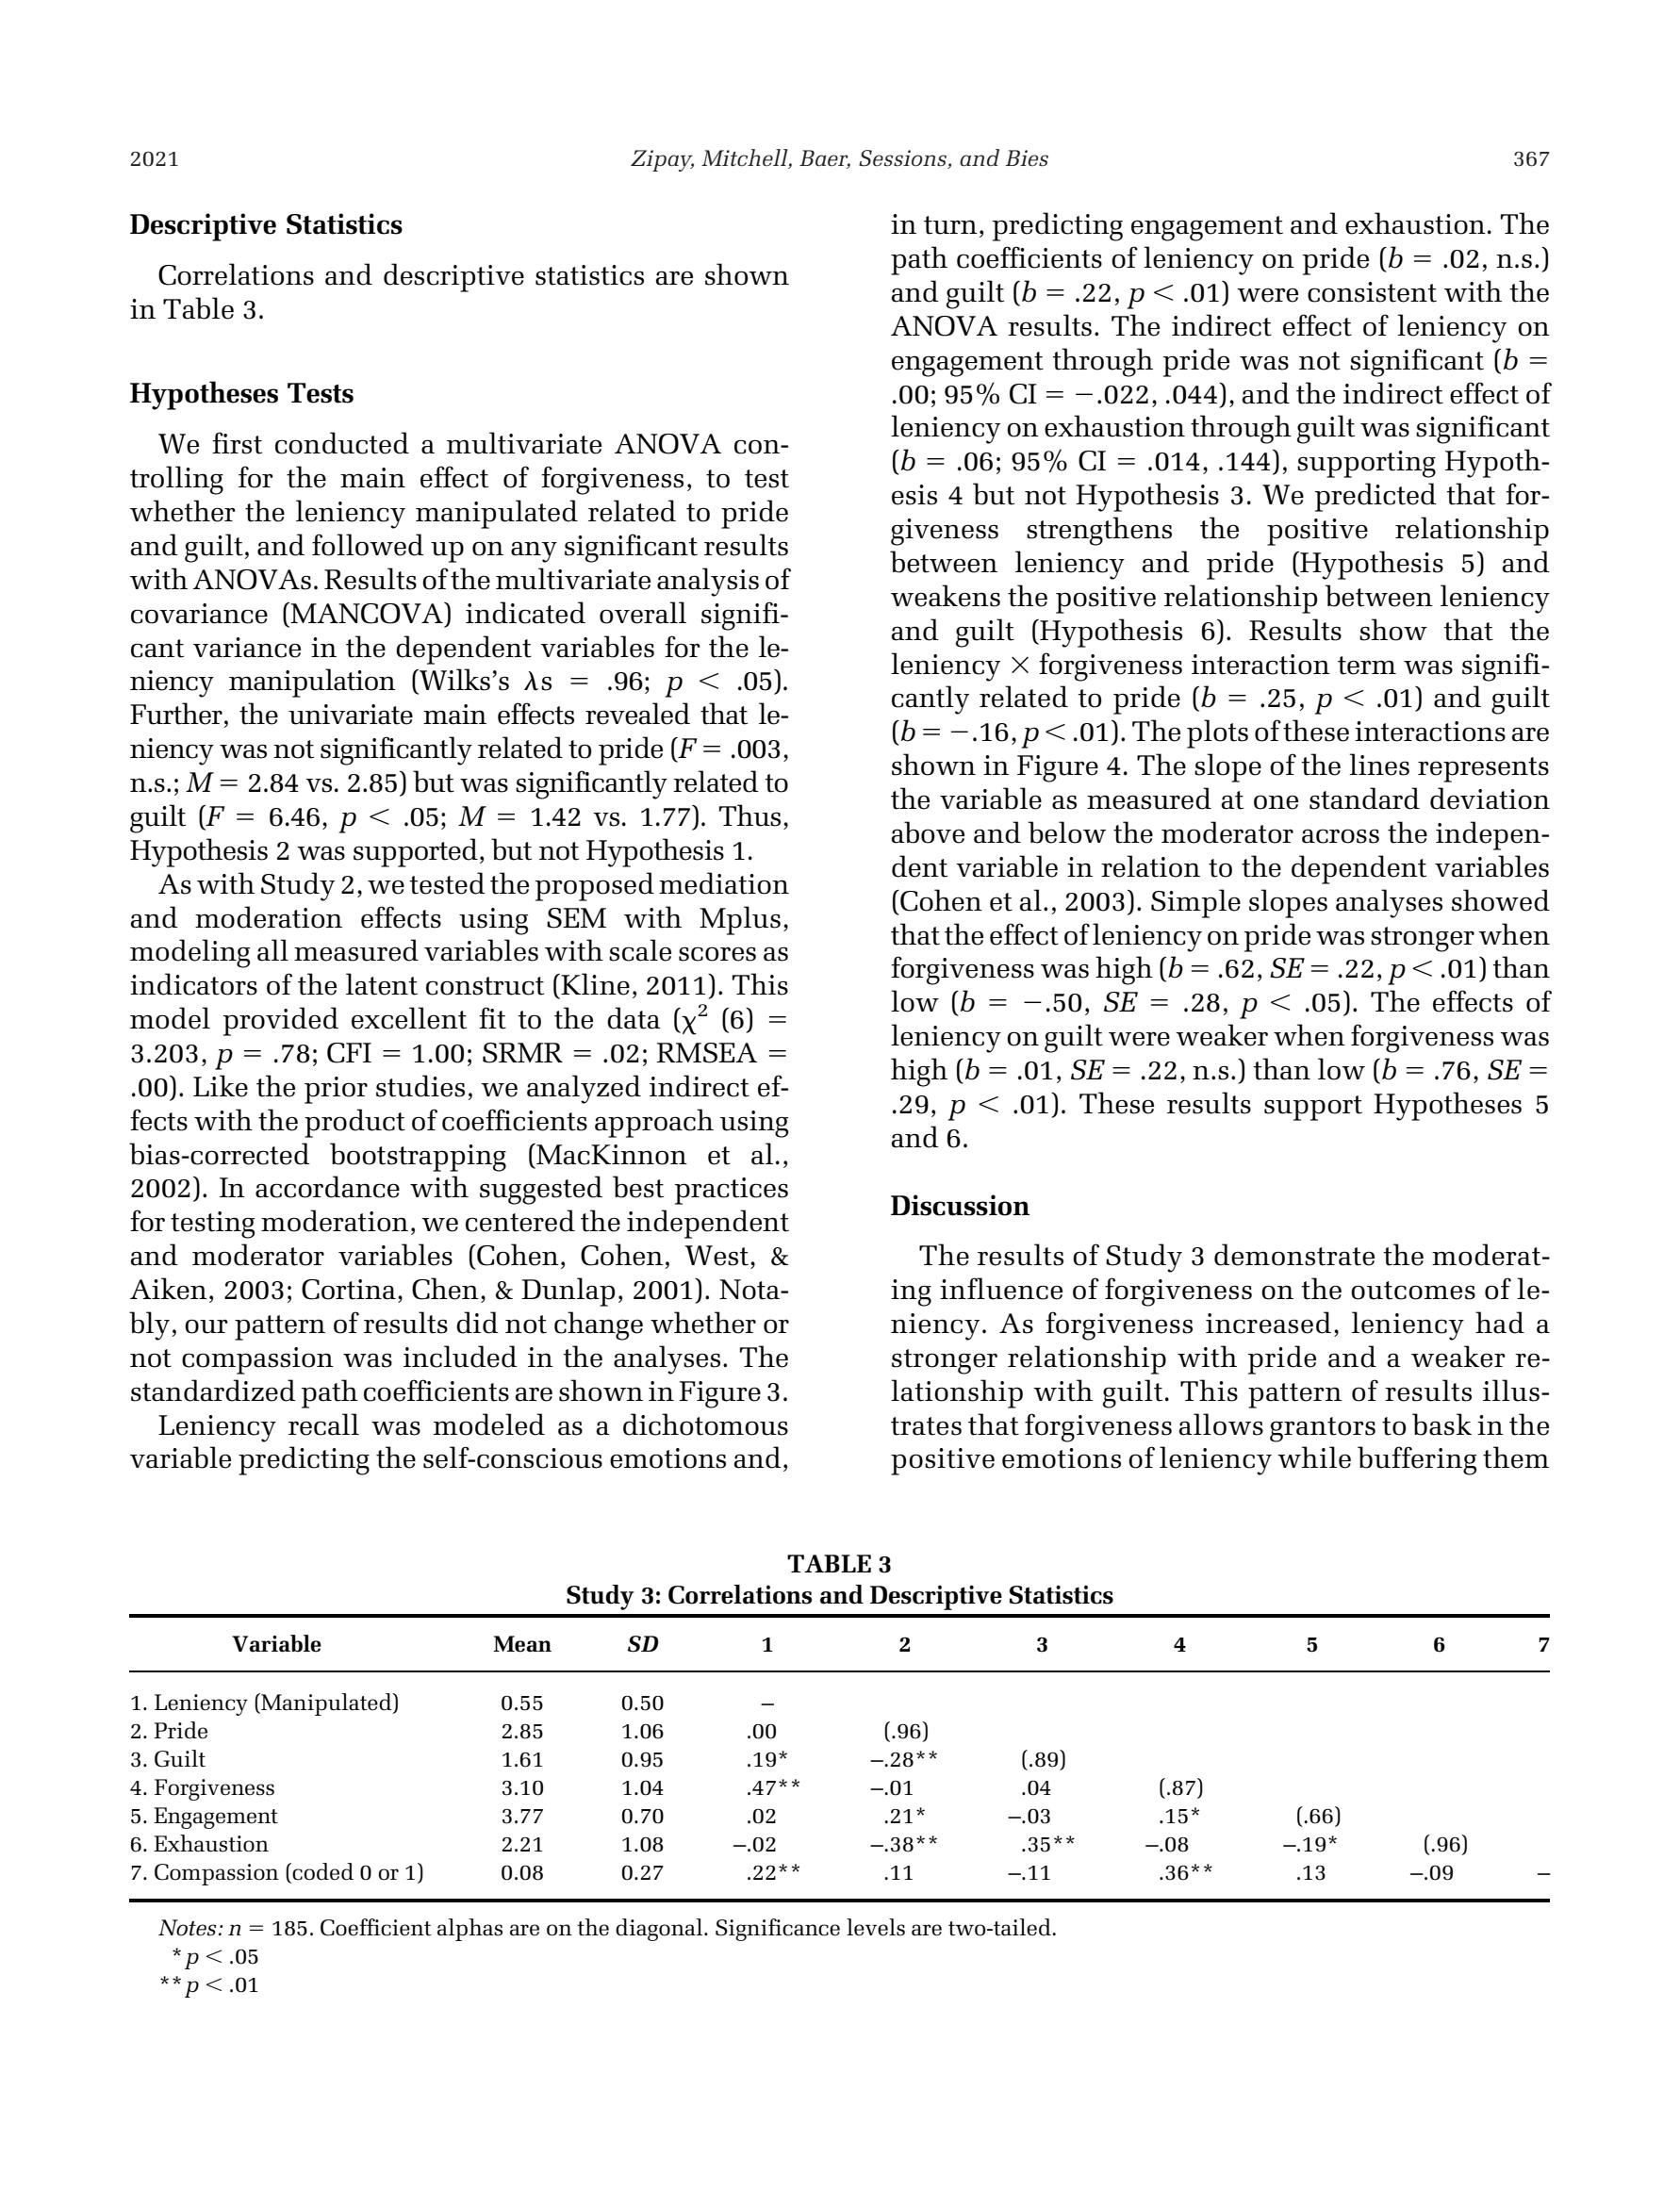 2021
Zipay, Mitchell, Baer, Sessions, and Bies
367
Descriptive Statistics
Correlations and descriptive statistics are shown
in Table 3.
Hypotheses Tests
We first conducted a multivariate ANOVA con-
trolling for the main effect of forgiveness, to test
whether the leniency manipulated related to pride
and guilt, and followed up on any significant results
with ANOVAs. Results of the multivariate analysis of
covariance (MANCOVA) indicated overall signifi-
cant variance in the dependent variables for the le-
niency manipulation (Wilks's λs = .96; p < .05).
Further, the univariate main effects revealed that le-
niency was not significantly related to pride (F = .003,
n.s.; M = 2.84 vs. 2.85) but was significantly related to
guilt (F = 6.46, p < .05; M = 1.42 vs. 1.77). Thus,
Hypothesis 2 was supported, but not Hypothesis 1.
As with Study 2, we tested the proposed mediation
and moderation effects using SEM with Mplus,
modeling all measured variables with scale scores as
indicators of the latent construct (Kline, 2011). This
model provided excellent fit to the data (χ² (6) =
3.203, p = .78; CFI = 1.00; SRMR = .02; RMSEA =
.00). Like the prior studies, we analyzed indirect ef-
fects with the product of coefficients approach using
bias-corrected bootstrapping (MacKinnon et al.,
2002). In accordance with suggested best practices
for testing moderation, we centered the independent
and moderator variables (Cohen, Cohen, West, &
Aiken, 2003; Cortina, Chen, & Dunlap, 2001). Nota-
bly, our pattern of results did not change whether or
not compassion was included in the analyses. The
standardized path coefficients are shown in Figure 3.
Leniency recall was modeled as a dichotomous
variable predicting the self-conscious emotions and,
in turn, predicting engagement and exhaustion. The
path coefficients of leniency on pride (b = .02, n.s.)
and guilt (b = .22, p < .01) were consistent with the
ANOVA results. The indirect effect of leniency on
engagement through pride was not significant (b =
.00; 95% CI = −.022, .044), and the indirect effect of
leniency on exhaustion through guilt was significant
(b = .06; 95% CI = .014, .144), supporting Hypoth-
esis 4 but not Hypothesis 3. We predicted that for-
giveness strengthens the positive relationship
between leniency and pride (Hypothesis 5) and
weakens the positive relationship between leniency
and guilt (Hypothesis 6). Results show that the
leniency × forgiveness interaction term was signifi-
cantly related to pride (b = .25, p < .01) and guilt
(b = −.16, p < .01). The plots of these interactions are
shown in Figure 4. The slope of the lines represents
the variable as measured at one standard deviation
above and below the moderator across the indepen-
dent variable in relation to the dependent variables
(Cohen et al., 2003). Simple slopes analyses showed
that the effect of leniency on pride was stronger when
forgiveness was high (b = .62, SE = .22, p < .01) than
low (b = −.50, SE = .28, p < .05). The effects of
leniency on guilt were weaker when forgiveness was
high (b = .01, SE = .22, n.s.) than low (b = .76, SE =
.29, p < .01). These results support Hypotheses 5
and 6.
Discussion
The results of Study 3 demonstrate the moderat-
ing influence of forgiveness on the outcomes of le-
niency. As forgiveness increased, leniency had a
stronger relationship with pride and a weaker re-
lationship with guilt. This pattern of results illus-
trates that forgiveness allows grantors to bask in the
positive emotions of leniency while buffering them
TABLE 3
Study 3: Correlations and Descriptive Statistics
Variable Mean SD 1 2 3 4 5 6 7
1. Leniency (Manipulated) 0.55 0.50 –
2. Pride 2.85 1.06 .00 (.96)
3. Guilt 1.61 0.95 .19* –.28** (.89)
4. Forgiveness 3.10 1.04 .47** –.01 .04 (.87)
5. Engagement 3.77 0.70 .02 .21* –.03 .15* (.66)
6. Exhaustion 2.21 1.08 –.02 –.38** .35** –.08 –.19* (.96)
7. Compassion (coded 0 or 1) 0.08 0.27 .22** .11 –.11 .36** .13 –.09 –
Notes: n = 185. Coefficient alphas are on the diagonal. Significance levels are two-tailed.
* p < .05
** p < .01